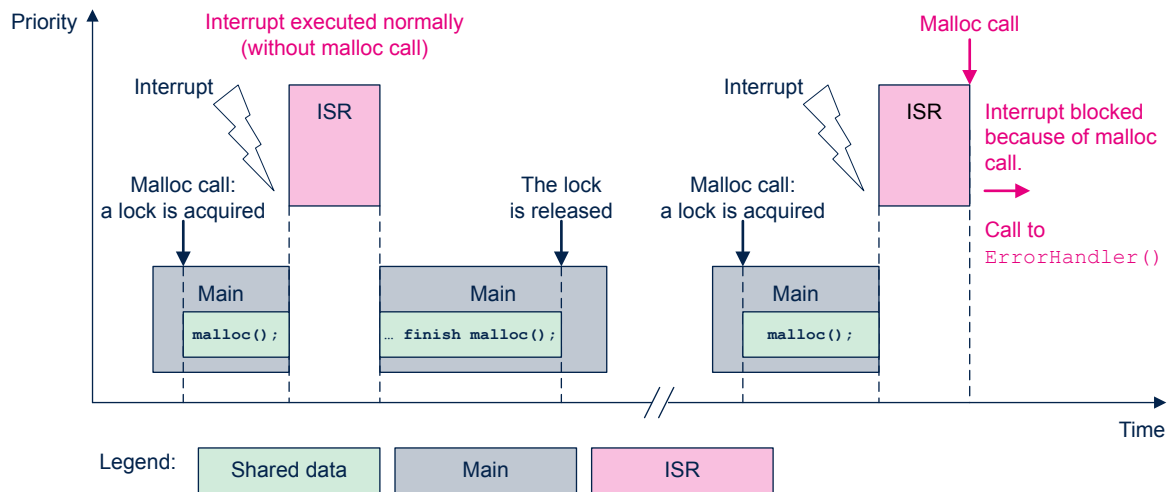 Priority
Interrupt executed normally
(without malloc call)
Malloc call
Interrupt
ISR
Interrupt
ISR
Interrupt blocked
because of malloc
call.
Malloc call:
a lock is acquired
The lock
is released
Malloc call:
a lock is acquired
Call to
ErrorHandler()
Main
Main
Main
malloc();
… finish malloc();
malloc();
Time
Legend:
Shared data
Main
ISR